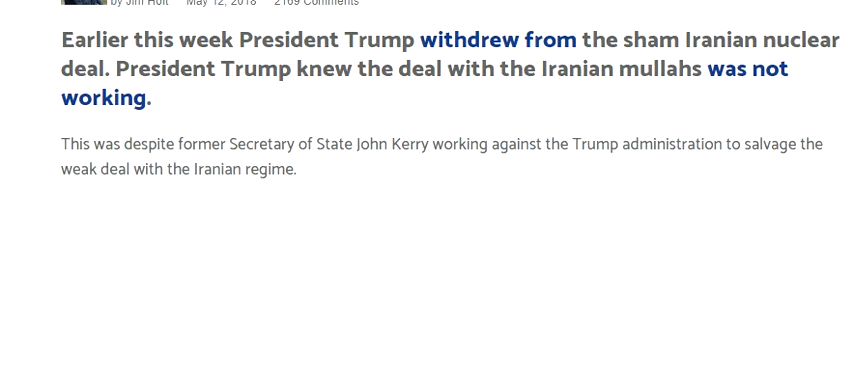 by Jim Hoft May 12, 2018 2169 Comments
Earlier this week President Trump withdrew from the sham Iranian nuclear
deal. President Trump knew the deal with the Iranian mullahs was not
working.
This was despite former Secretary of State John Kerry working against the Trump administration to salvage the
weak deal with the Iranian regime.